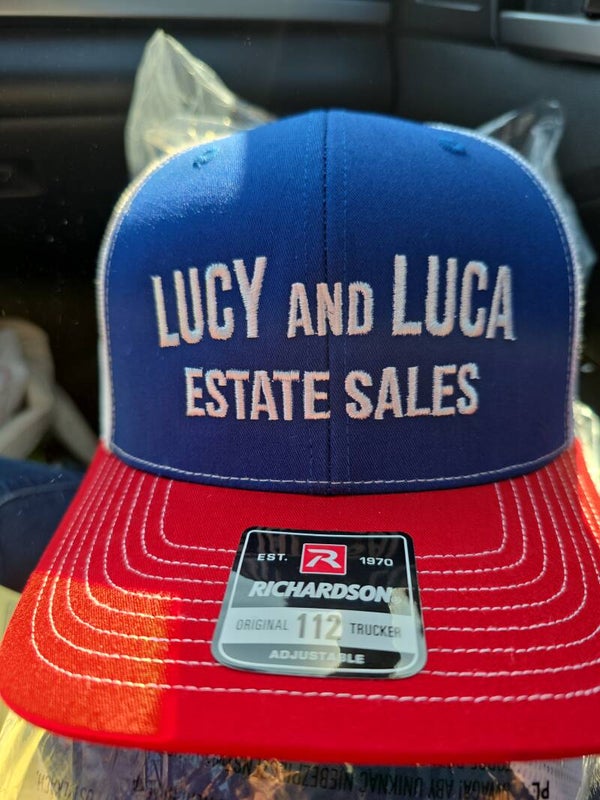 LUCY AND LUCA
ESTATE SALES
EST. R 1970
RICHARDSON
ORIGINAL 112 TRUCKER
ADJUSTABLE